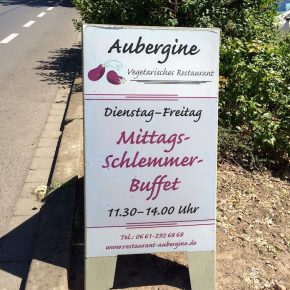 Aubergine
Vegetarisches Restaurant
Dienstag–Freitag
Mittags-
Schlemmer-
Buffet
11.30–14.00 Uhr
Tel.: 06 61-292 68 68
www.restaurant-aubergine.de